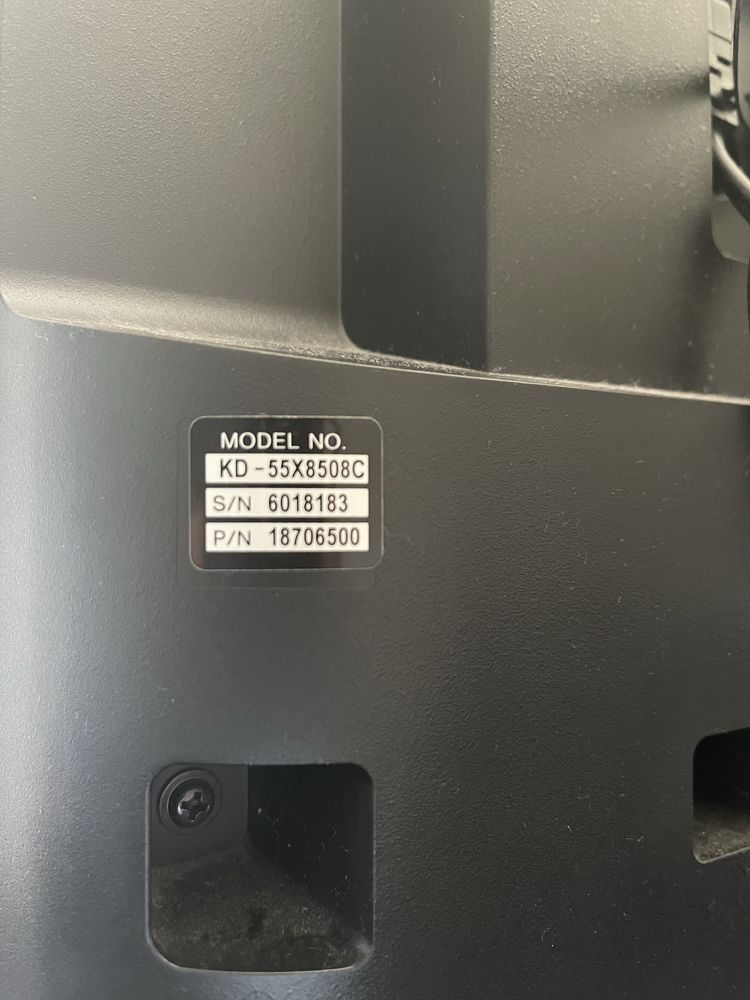 MODEL NO.
KD-55X8508C
S/N 6018183
P/N 18706500